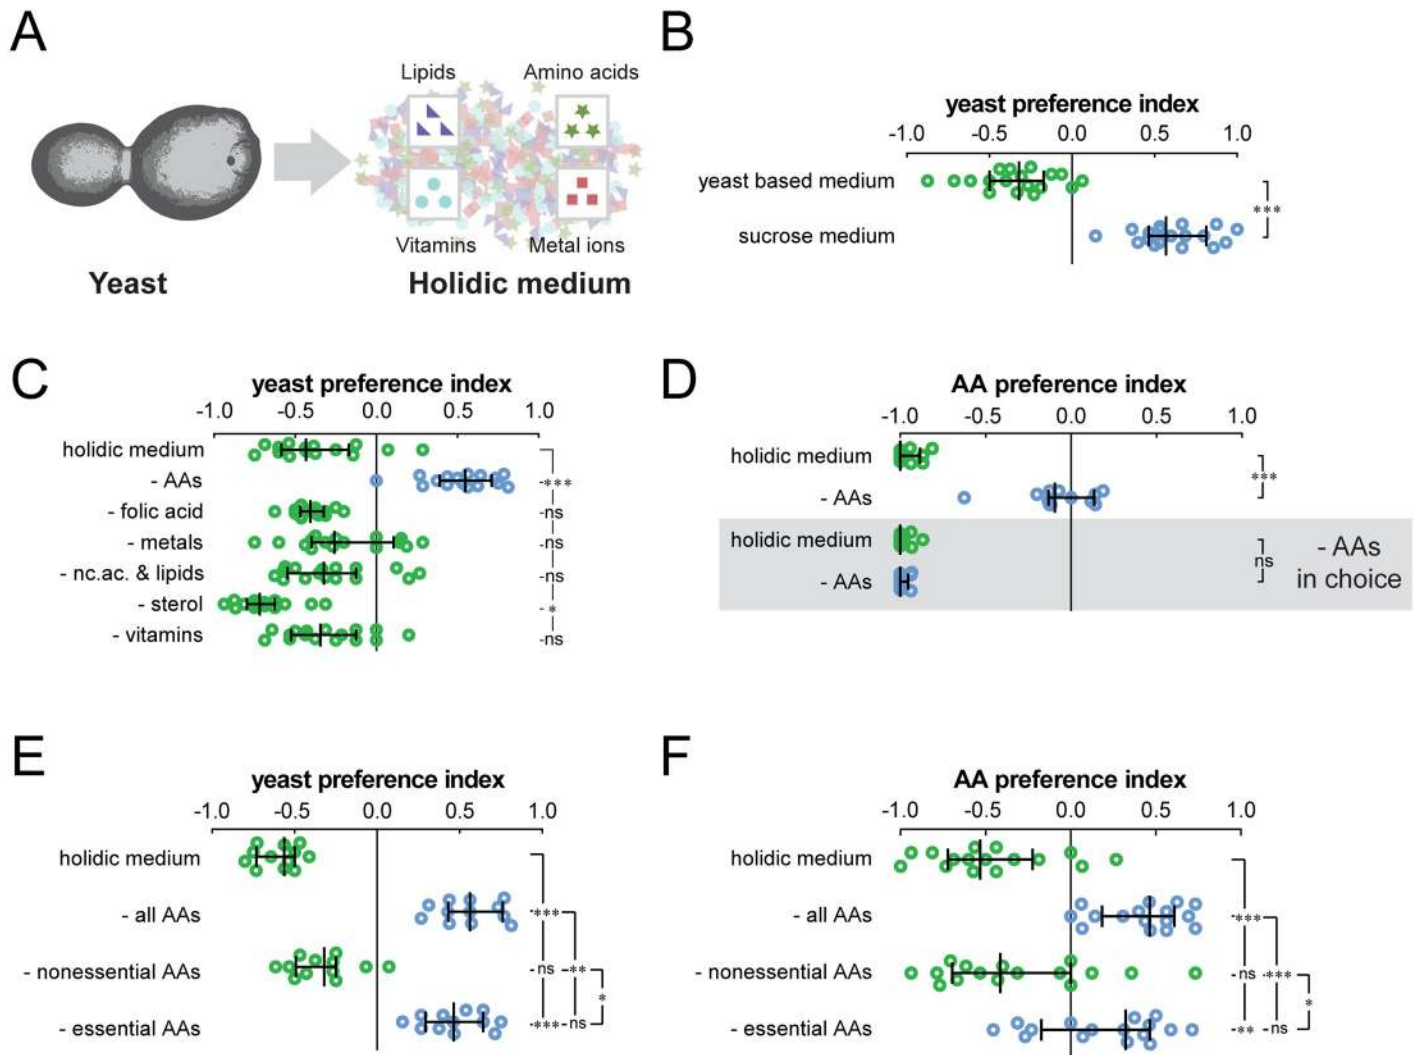 A
Lipids
Amino acids
Vitamins
Metal ions
Yeast
Holidic medium
B
yeast preference index
-1.0 -0.5 0.0 0.5 1.0
yeast based medium
sucrose medium
***
C
yeast preference index
-1.0 -0.5 0.0 0.5 1.0
holidic medium
- AAs ***
- folic acid ns
- metals ns
- nc.ac. & lipids ns
- sterol *
- vitamins ns
D
AA preference index
-1.0 -0.5 0.0 0.5 1.0
holidic medium
***
- AAs
holidic medium
ns
- AAs
- AAs
in choice
E
yeast preference index
-1.0 -0.5 0.0 0.5 1.0
holidic medium
- all AAs ***
- nonessential AAs ns **
*
- essential AAs *** ns
F
AA preference index
-1.0 -0.5 0.0 0.5 1.0
holidic medium
- all AAs ***
- nonessential AAs ns ***
*
- essential AAs ** ns